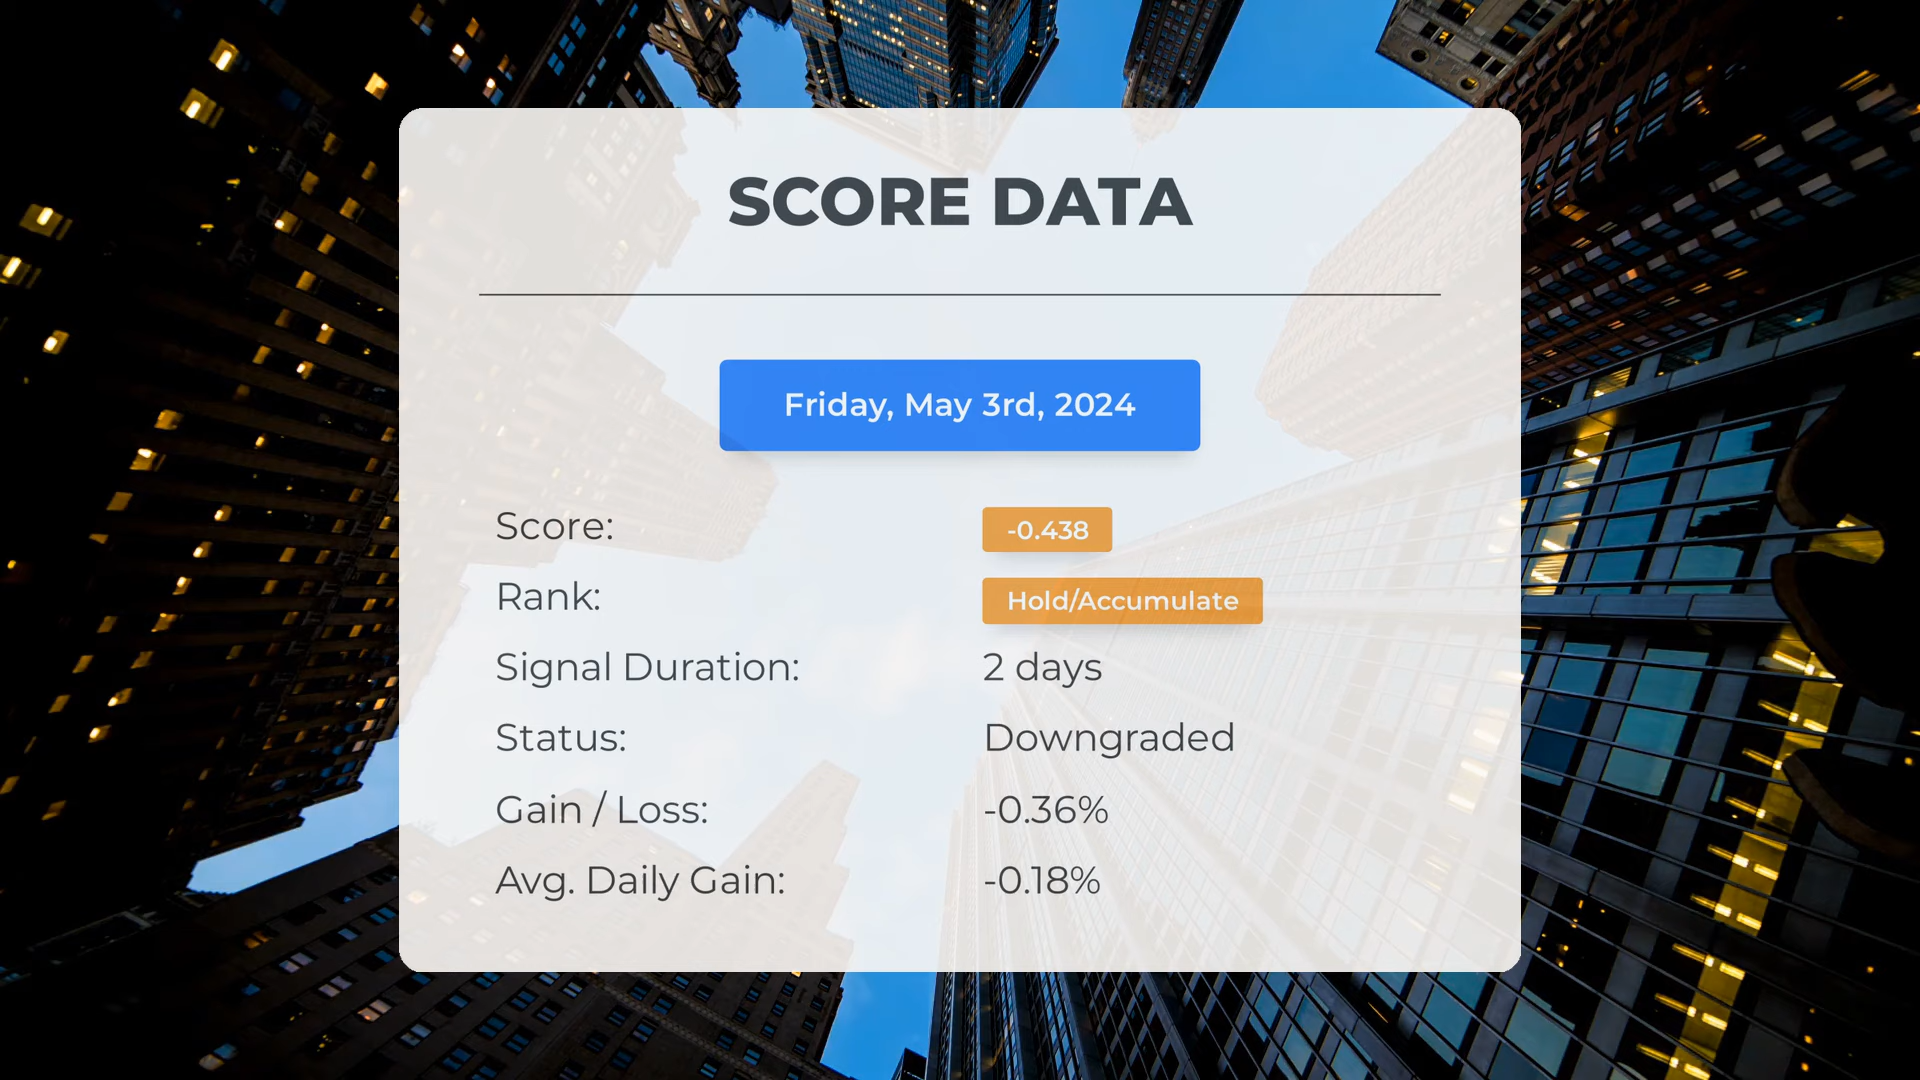 SCORE DATA
Friday, May 3rd, 2024
Score: -0.438
Rank: Hold/Accumulate
Signal Duration: 2 days
Status: Downgraded
Gain / Loss: -0.36%
Avg. Daily Gain: -0.18%